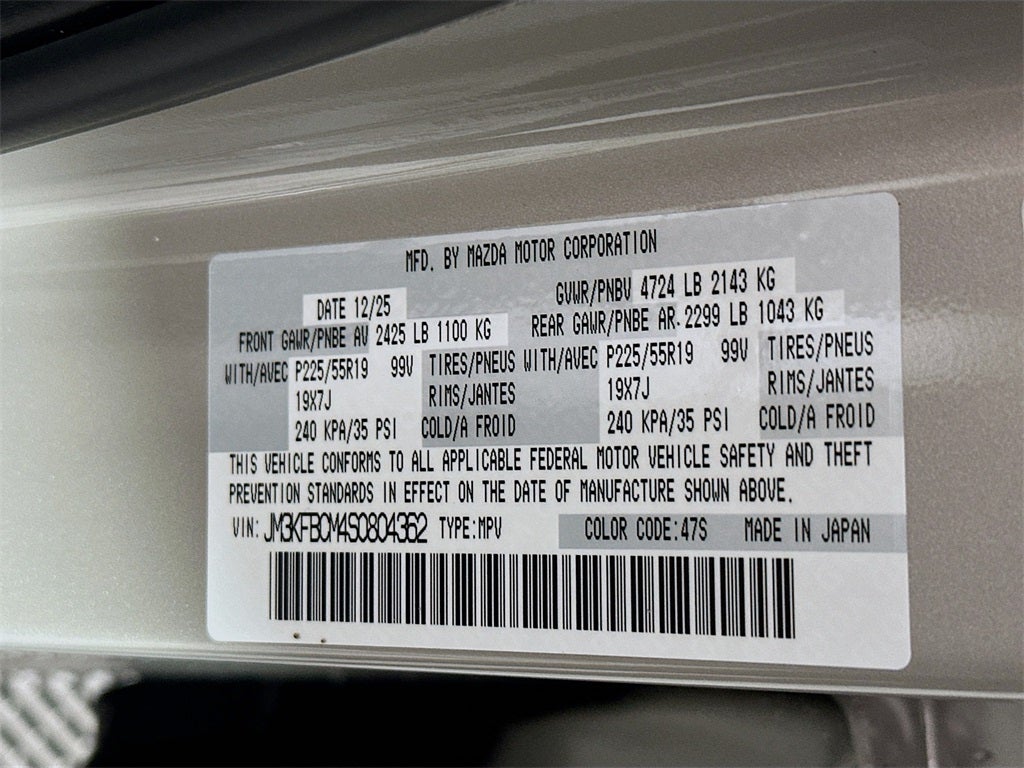 MFD. BY MAZDA MOTOR CORPORATION
DATE 12/25 GVWR/PNBV 4724 LB 2143 KG
FRONT GAWR/PNBE AV 2425 LB 1100 KG REAR GAWR/PNBE AR. 2299 LB 1043 KG
WITH/AVEC P225/55R19 99V TIRES/PNEUS WITH/AVEC P225/55R19 99V TIRES/PNEUS
19X7J RIMS/JANTES 19X7J RIMS/JANTES
240 KPA/35 PSI COLD/A FROID 240 KPA/35 PSI COLD/A FROID
THIS VEHICLE CONFORMS TO ALL APPLICABLE FEDERAL MOTOR VEHICLE SAFETY AND THEFT
PREVENTION STANDARDS IN EFFECT ON THE DATE OF MANUFACTURE SHOWN ABOVE.
VIN: JM3KFBCM4S0804362 TYPE:MPV COLOR CODE:47S MADE IN JAPAN